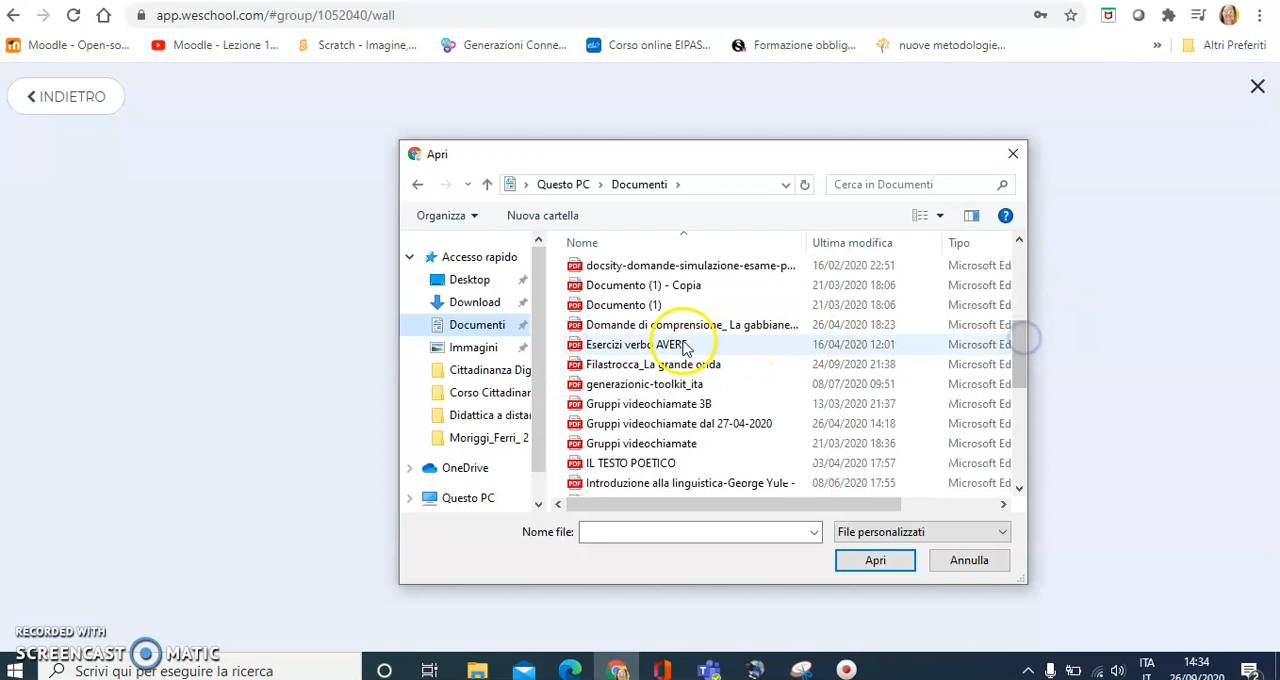 app.weschool.com/#group/1052040/wall
Moodle - Open-so...
Moodle - Lezione 1...
Scratch - Imagine,...
Generazioni Conne...
Corso online EIPAS...
Formazione obblig...
nuove metodologie...
»
Altri Preferiti
INDIETRO
Apri
Questo PC > Documenti >
Cerca in Documenti
Organizza
Nuova cartella
Nome
Ultima modifica
Tipo
Accesso rapido
Desktop
Download
Documenti
Immagini
Cittadinanza Dig
Corso Cittadinar
Didattica a distar
Moriggi_Ferri_ 2
OneDrive
Questo PC
docsity-domande-simulazione-esame-p... 16/02/2020 22:51 Microsoft Ed
Documento (1) - Copia 21/03/2020 18:06 Microsoft Ed
Documento (1) 21/03/2020 18:06 Microsoft Ed
Domande di comprensione_ La gabbiane... 26/04/2020 18:23 Microsoft Ed
Esercizi verbo AVERE 16/04/2020 12:01 Microsoft Ed
Filastrocca_La grande onda 24/09/2020 21:38 Microsoft Ed
generazionic-toolkit_ita 08/07/2020 09:51 Microsoft Ed
Gruppi videochiamate 3B 13/03/2020 21:37 Microsoft Ed
Gruppi videochiamate dal 27-04-2020 26/04/2020 14:18 Microsoft Ed
Gruppi videochiamate 21/03/2020 18:36 Microsoft Ed
IL TESTO POETICO 03/04/2020 17:57 Microsoft Ed
Introduzione alla linguistica-George Yule - 08/06/2020 17:55 Microsoft Ed
Nome file:
File personalizzati
Apri
Annulla
RECORDED WITH
SCREENCAST MATIC
Scrivi qui per eseguire la ricerca
ITA
IT
14:34
26/09/2020
2